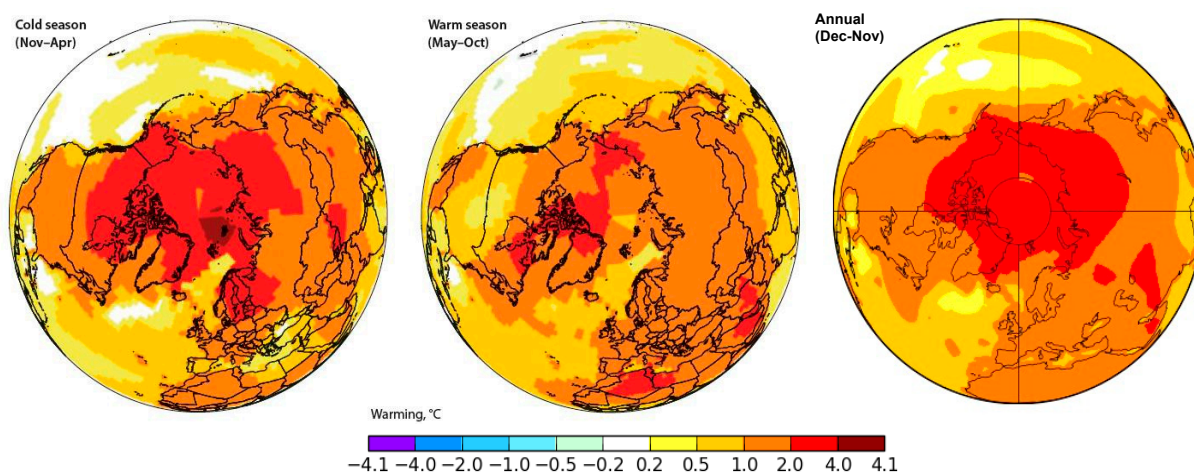 Cold season
(Nov–Apr)
Warm season
(May–Oct)
Annual
(Dec-Nov)
Warming, °C
−4.1 −4.0 −2.0 −1.0 −0.5 −0.2 0.2 0.5 1.0 2.0 4.0 4.1